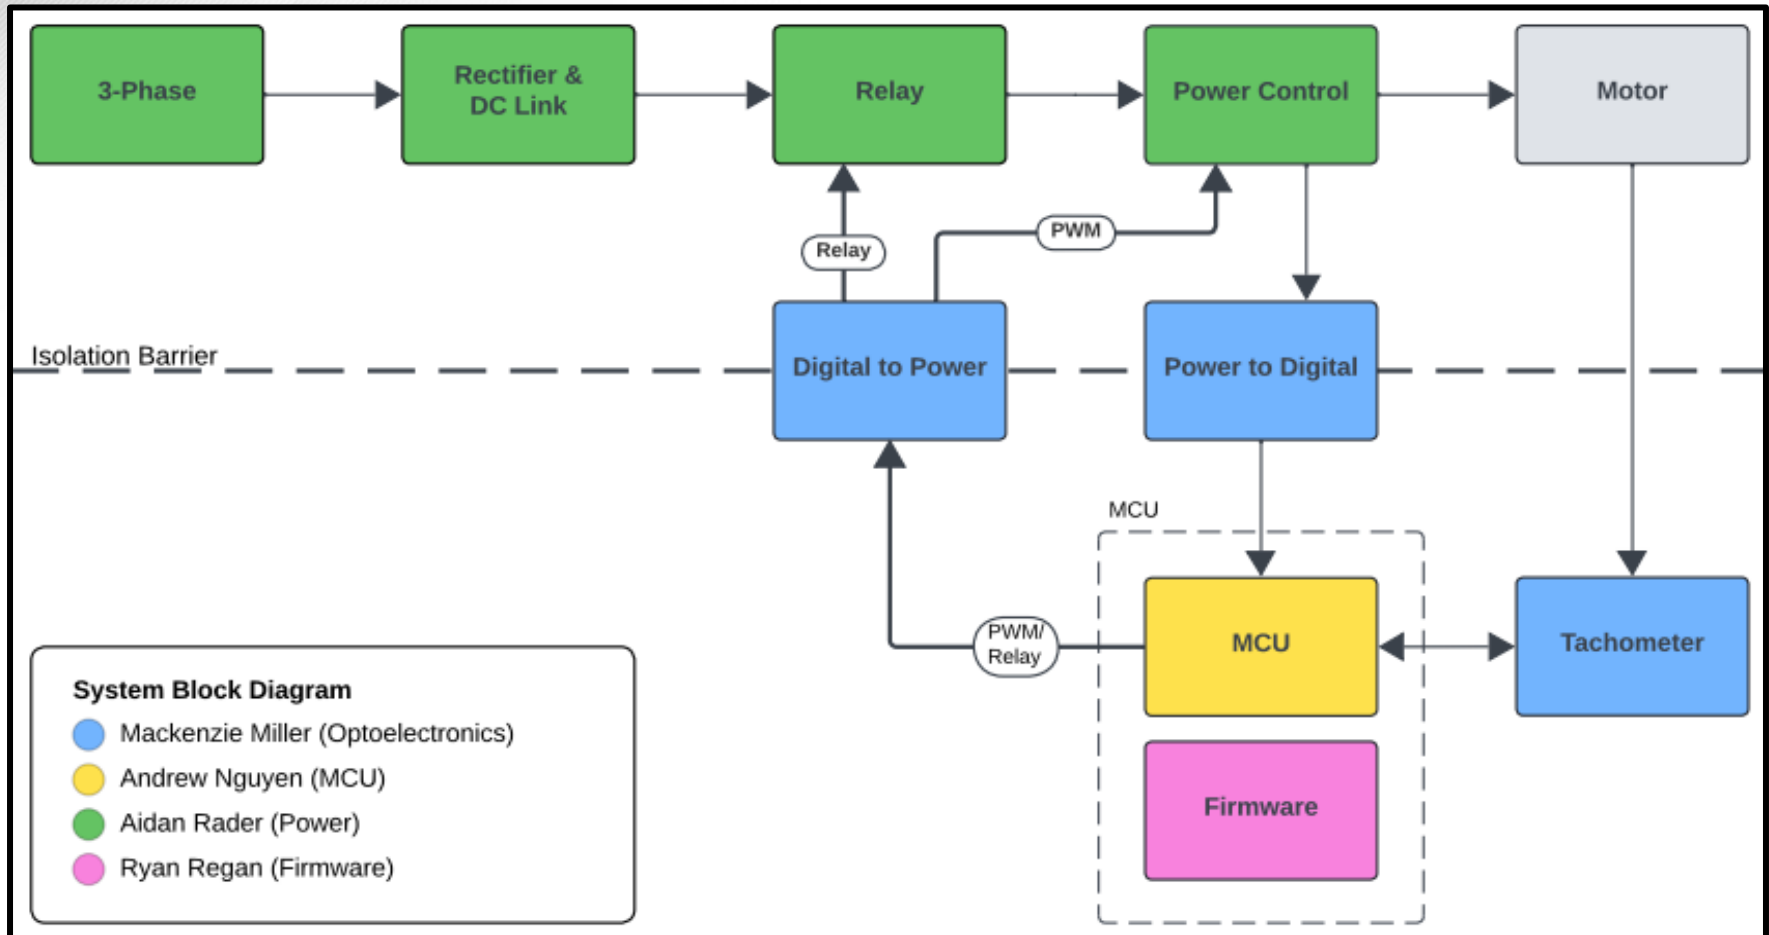 3-Phase
Rectifier &
DC Link
Relay
Power Control
Motor
Relay
PWM
Isolation Barrier
Digital to Power
Power to Digital
MCU
PWM/
Relay
MCU
Tachometer
Firmware
System Block Diagram
Mackenzie Miller (Optoelectronics)
Andrew Nguyen (MCU)
Aidan Rader (Power)
Ryan Regan (Firmware)